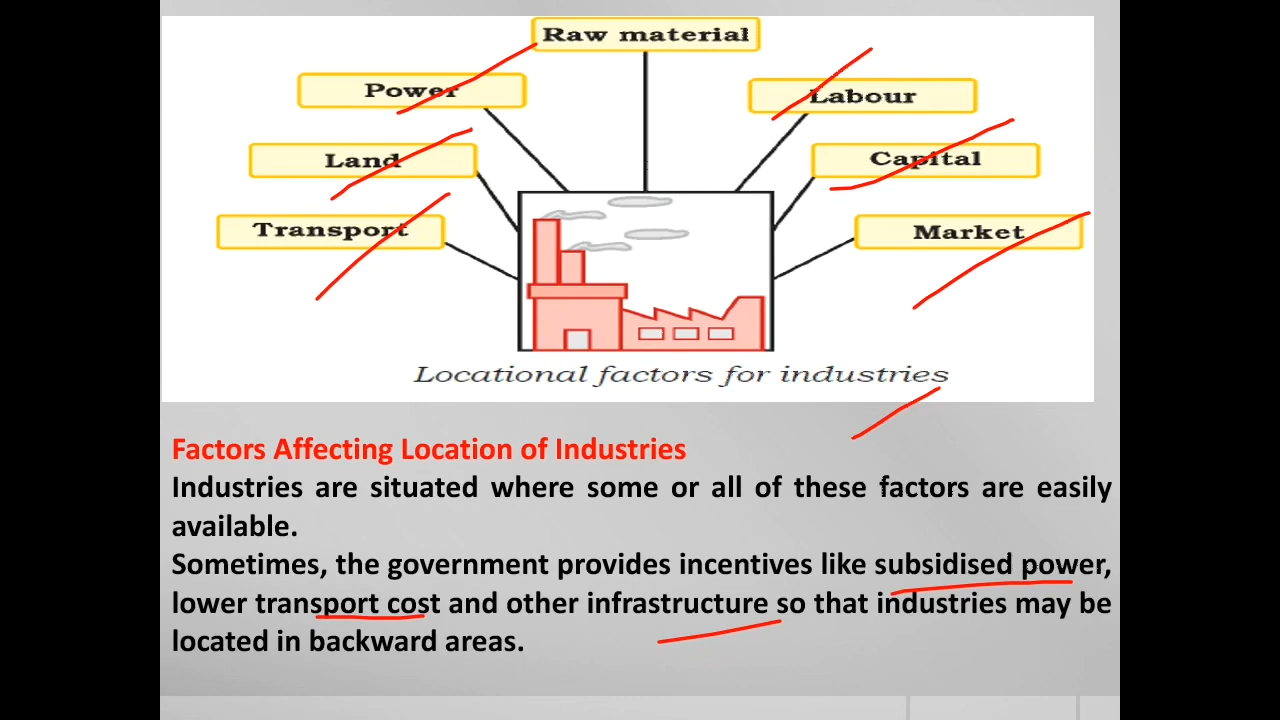 Raw material
Power
Labour
Land
Capital
Transport
Market
Locational factors for industries
Factors Affecting Location of Industries
Industries are situated where some or all of these factors are easily
available.
Sometimes, the government provides incentives like subsidised power,
lower transport cost and other infrastructure so that industries may be
located in backward areas.